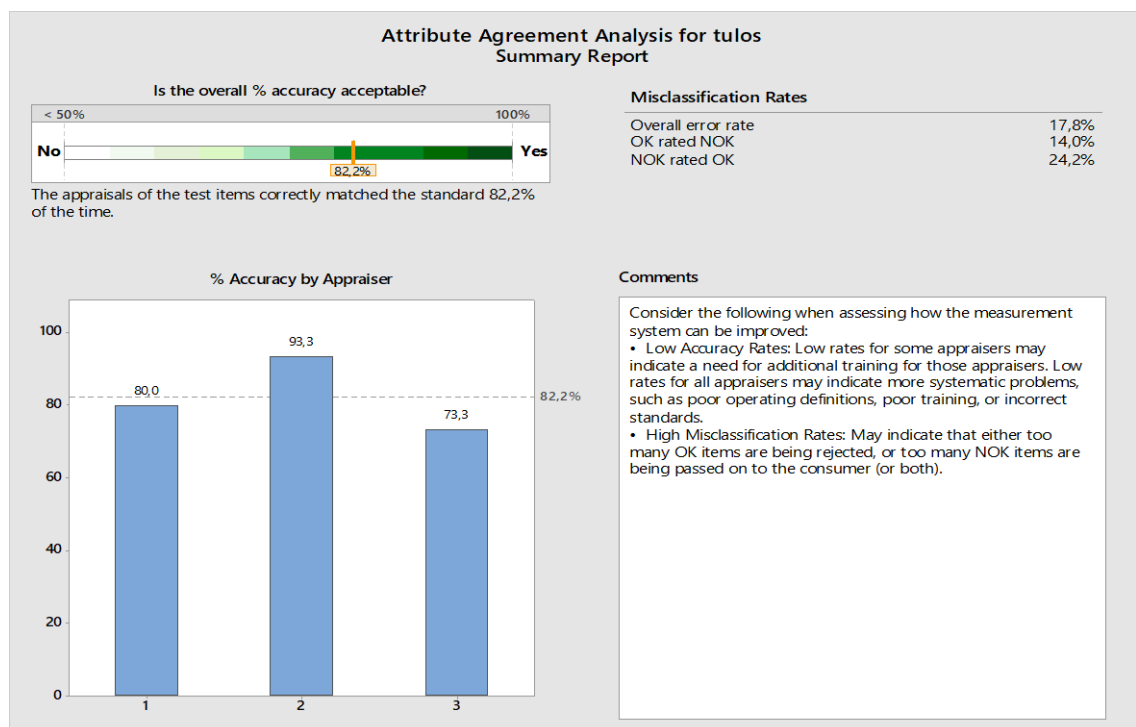 Attribute Agreement Analysis for tulos
Summary Report
Is the overall % accuracy acceptable?
< 50%
100%
No
Yes
82,2%
The appraisals of the test items correctly matched the standard 82,2%
of the time.
Misclassification Rates
Overall error rate 17,8%
OK rated NOK 14,0%
NOK rated OK 24,2%
% Accuracy by Appraiser
100
80
60
40
20
0
80,0
93,3
73,3
82,2%
1
2
3
Comments
Consider the following when assessing how the measurement
system can be improved:
• Low Accuracy Rates: Low rates for some appraisers may
indicate a need for additional training for those appraisers. Low
rates for all appraisers may indicate more systematic problems,
such as poor operating definitions, poor training, or incorrect
standards.
• High Misclassification Rates: May indicate that either too
many OK items are being rejected, or too many NOK items are
being passed on to the consumer (or both).